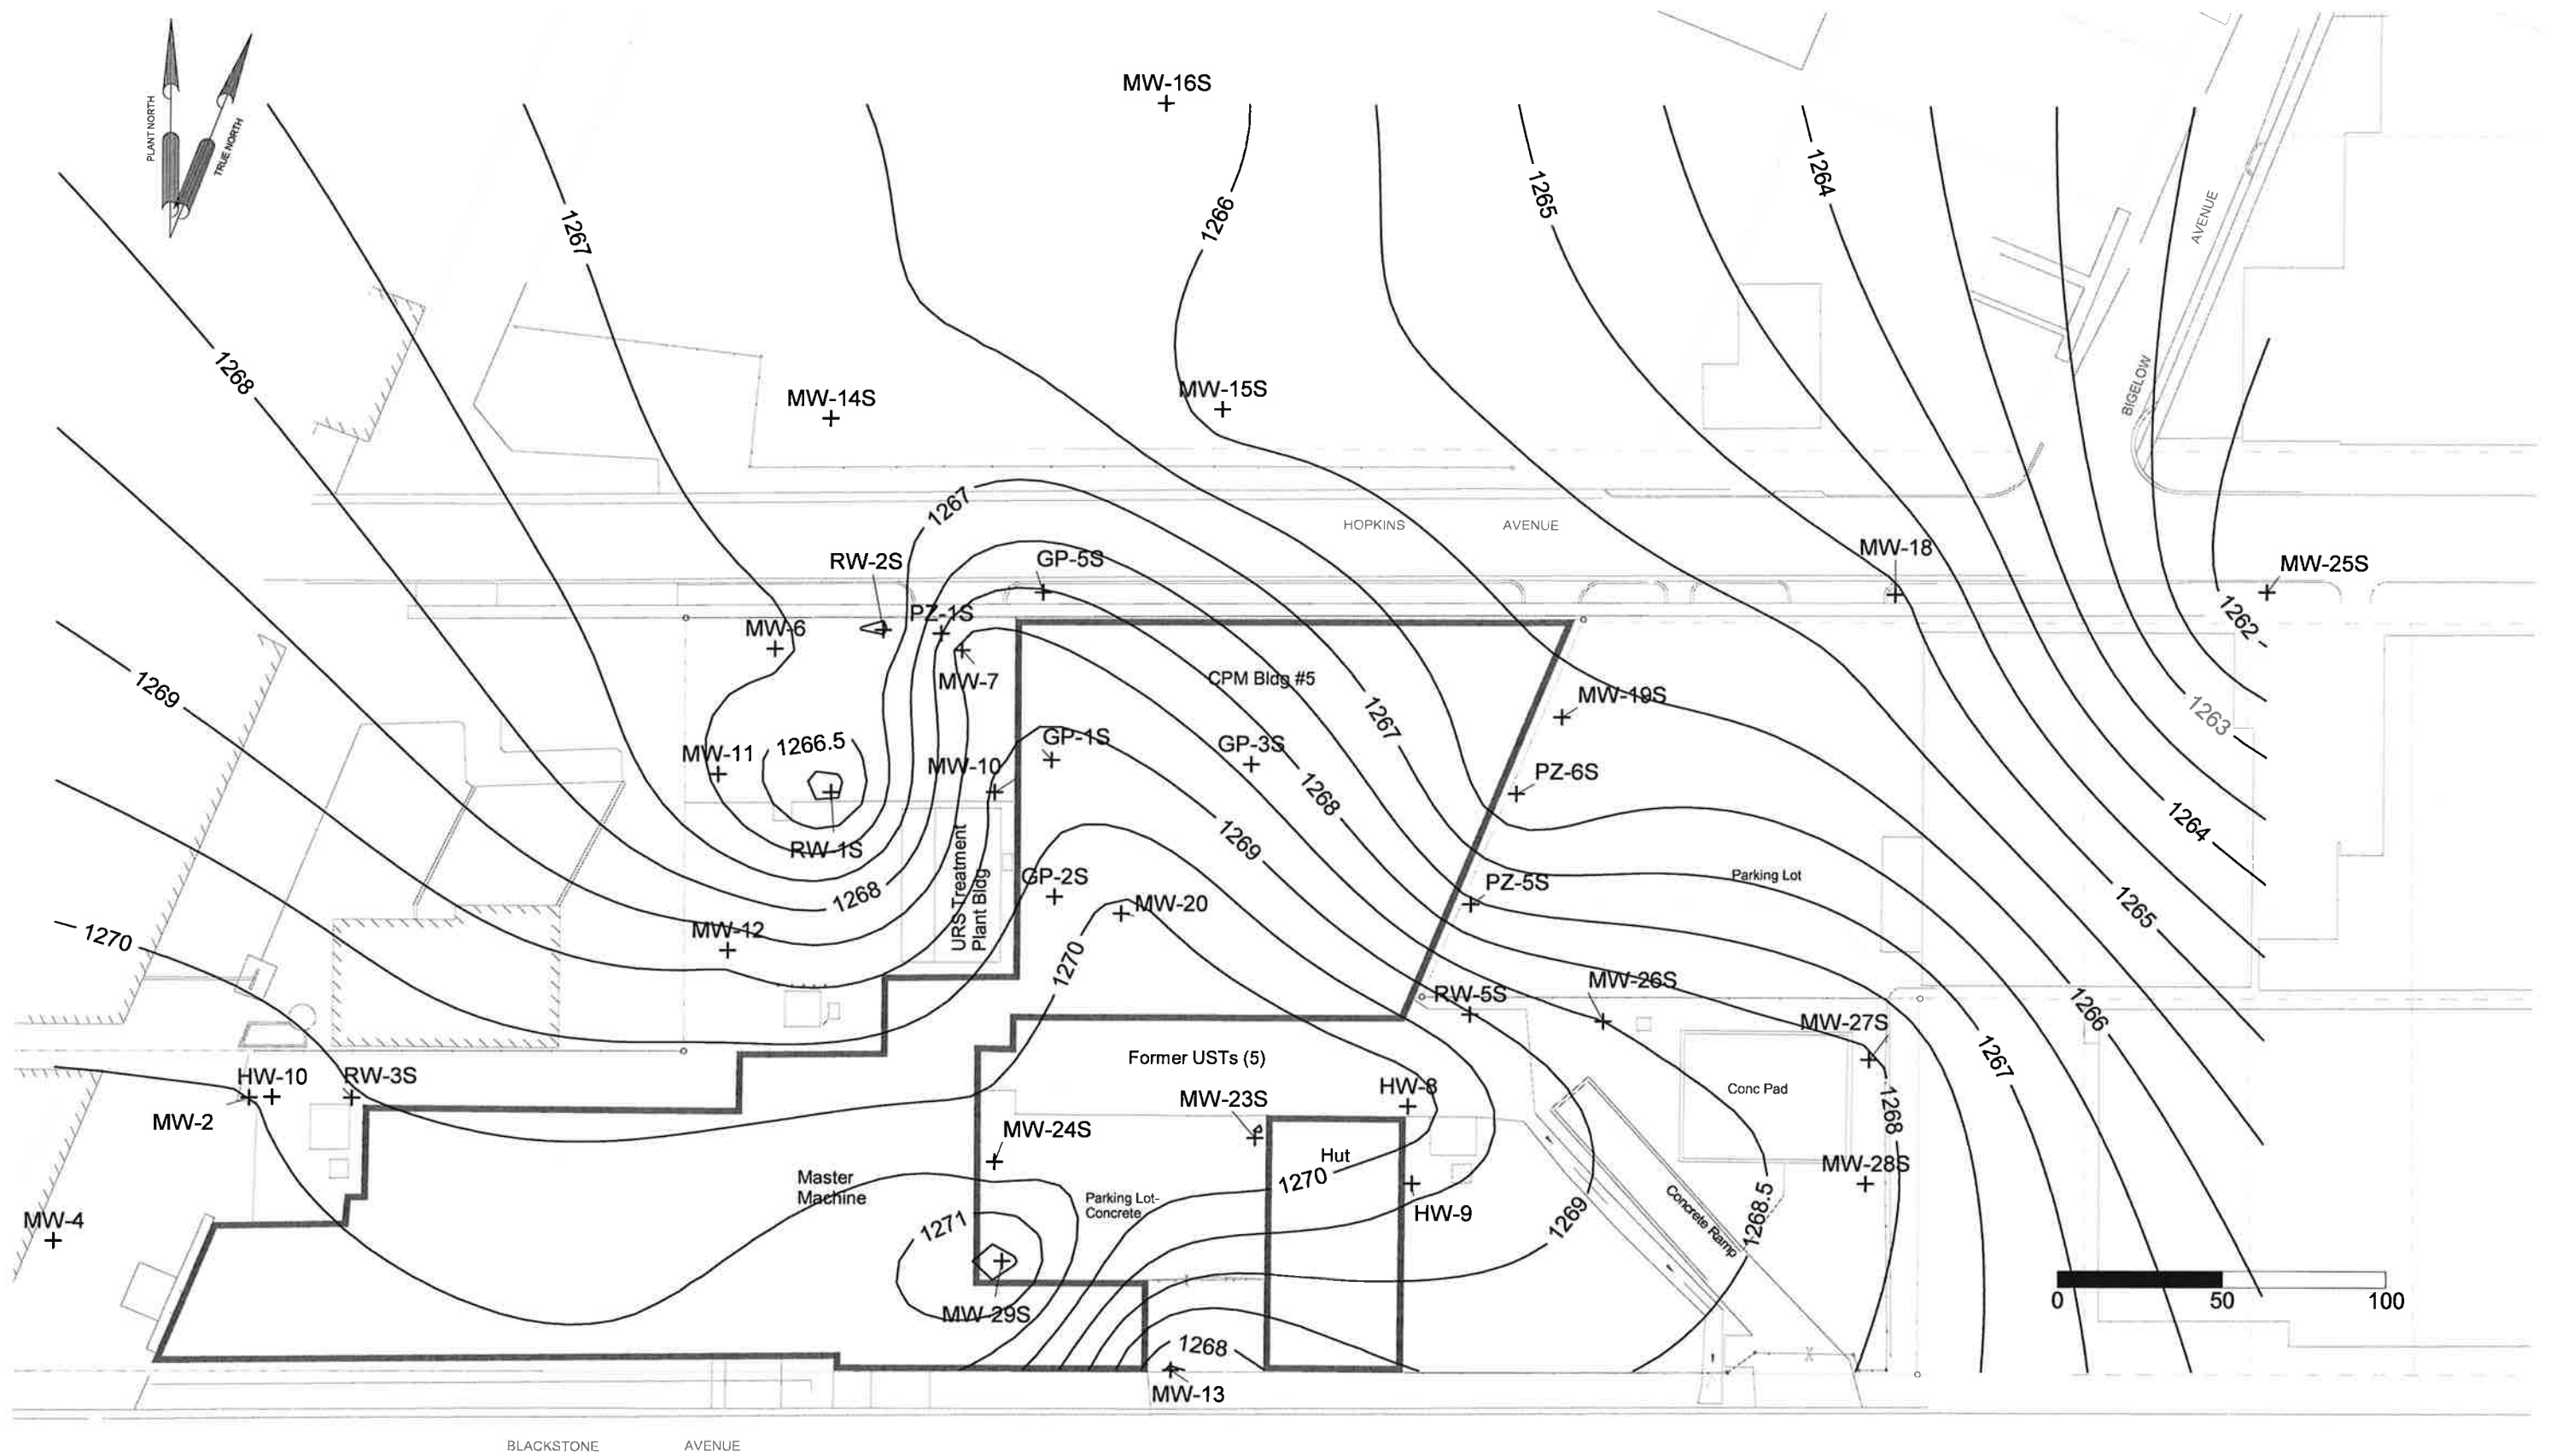 PLANT NORTH
TRUE NORTH
MW-16S
1267
1266
1265
1264
AVENUE
BIGELOW
1268
MW-14S
MW-15S
1267
HOPKINS AVENUE
RW-2S
GP-5S
MW-18
MW-25S
PZ-1S
MW-6
1262
MW-7
CPM Bldg #5
MW-19S
1269
1267
1263
1266.5
MW-11
MW-10
GP-1S
GP-3S
PZ-6S
1268
1264
RW-1S
1269
URS Treatment
Plant Bldg
GP-2S
PZ-5S
Parking Lot
1268
MW-12
MW-20
1265
1270
1270
RW-5S
MW-26S
1266
MW-27S
Former USTs (5)
1267
HW-10
RW-3S
HW-8
Conc Pad
MW-2
MW-23S
1268
MW-24S
Hut
MW-28S
Master
Machine
1270
Parking Lot-
Concrete
MW-4
HW-9
1269
1268.5
Concrete Ramp
1271
MW-29S
0 50 100
1268
MW-13
BLACKSTONE AVENUE